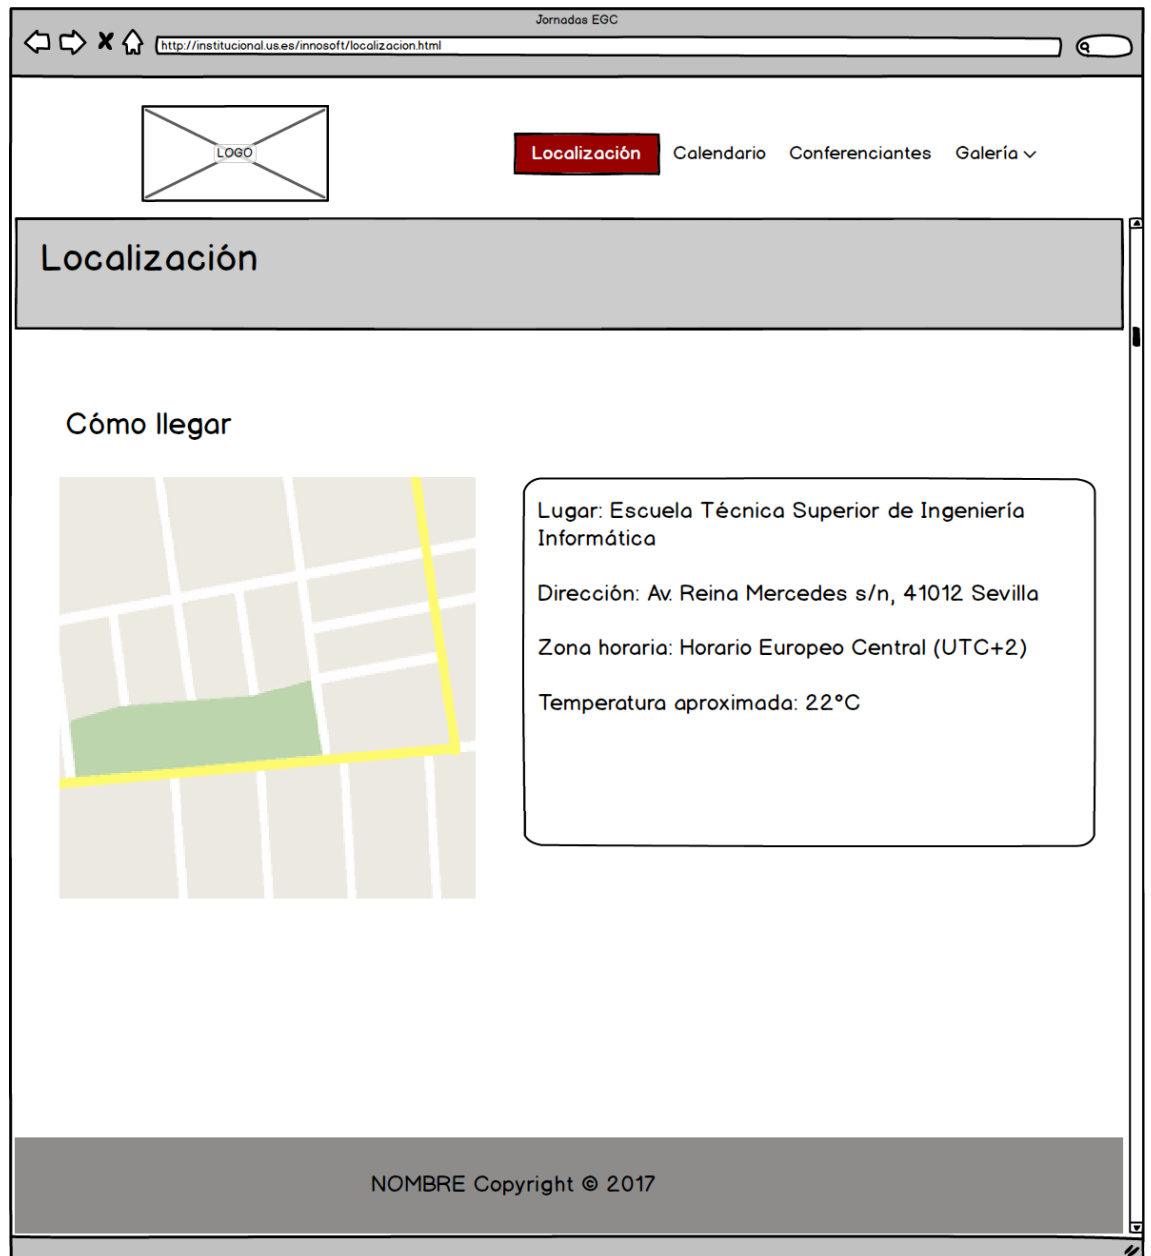 Jornadas EGC
http://institucional.us.es/innosoft/localizacion.html
LOGO
Localización Calendario Conferenciantes Galería
Localización
Cómo llegar
Lugar: Escuela Técnica Superior de Ingeniería
Informática
Dirección: Av. Reina Mercedes s/n, 41012 Sevilla
Zona horaria: Horario Europeo Central (UTC+2)
Temperatura aproximada: 22°C
NOMBRE Copyright © 2017